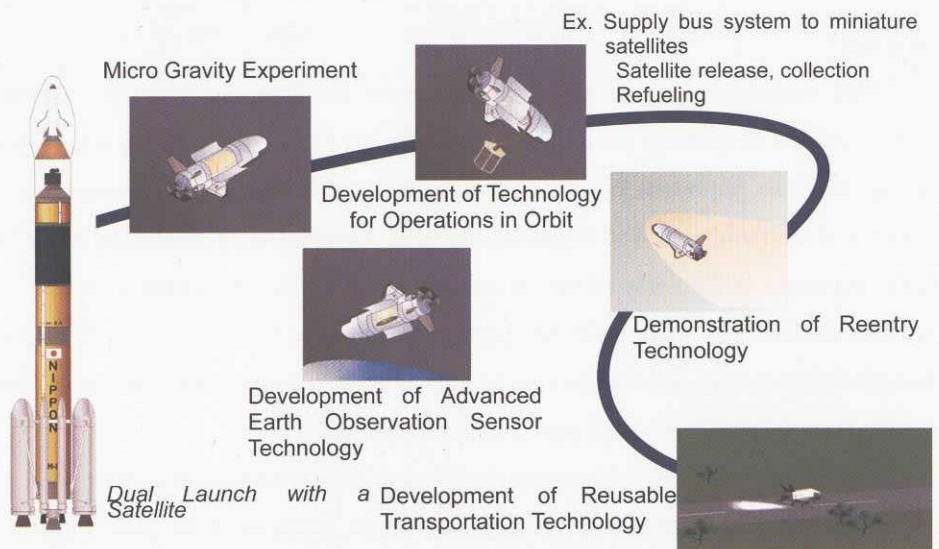 Ex. Supply bus system to miniature
satellites
Satellite release, collection
Refueling
Micro Gravity Experiment
Development of Technology
for Operations in Orbit
Demonstration of Reentry
Technology
Development of Advanced
Earth Observation Sensor
Technology
NIPPON
Dual Launch with a
Satellite
Development of Reusable
Transportation Technology